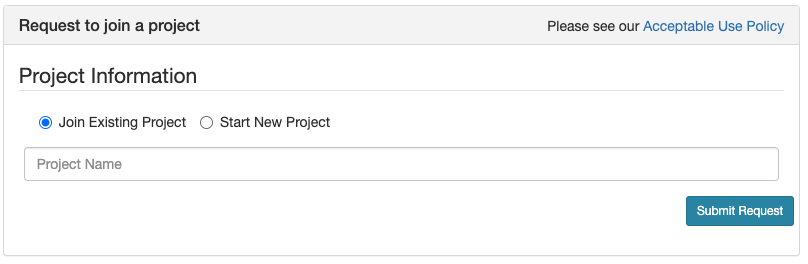 Request to join a project Please see our Acceptable Use Policy
Project Information
Join Existing Project Start New Project
Project Name
Submit Request